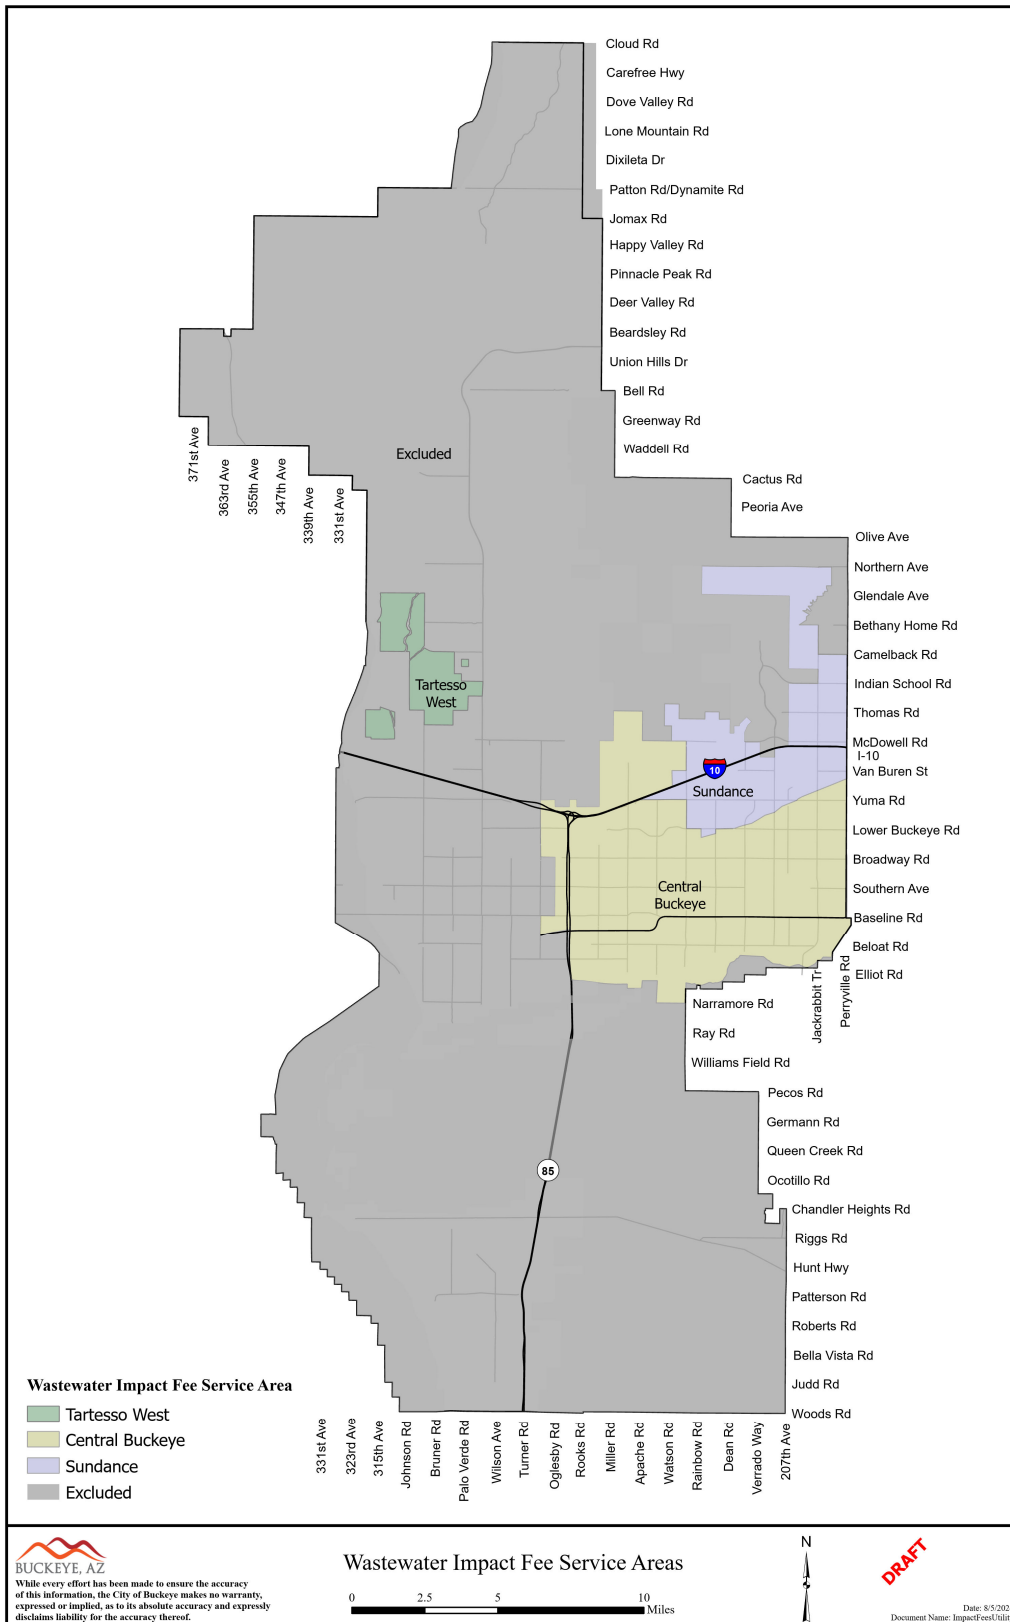 Cloud Rd
Carefree Hwy
Dove Valley Rd
Lone Mountain Rd
Dixileta Dr
Patton Rd/Dynamite Rd
Jomax Rd
Happy Valley Rd
Pinnacle Peak Rd
Deer Valley Rd
Beardsley Rd
Union Hills Dr
Bell Rd
Greenway Rd
Waddell Rd
Cactus Rd
Peoria Ave
Olive Ave
Northern Ave
Glendale Ave
Bethany Home Rd
Camelback Rd
Indian School Rd
Thomas Rd
McDowell Rd
I-10
Van Buren St
Yuma Rd
Lower Buckeye Rd
Broadway Rd
Southern Ave
Baseline Rd
Beloat Rd
Elliot Rd
Jackrabbit Tr
Perryville Rd
Narramore Rd
Ray Rd
Williams Field Rd
Pecos Rd
Germann Rd
Queen Creek Rd
Ocotillo Rd
Chandler Heights Rd
Riggs Rd
Hunt Hwy
Patterson Rd
Roberts Rd
Bella Vista Rd
Judd Rd
Woods Rd
371st Ave
363rd Ave
355th Ave
347th Ave
339th Ave
331st Ave
Excluded
Tartesso
West
10
Sundance
Central
Buckeye
85
331st Ave
323rd Ave
315th Ave
Johnson Rd
Bruner Rd
Palo Verde Rd
Wilson Ave
Turner Rd
Oglesby Rd
Rooks Rd
Miller Rd
Apache Rd
Watson Rd
Rainbow Rd
Dean Rd
Verrado Way
207th Ave
Wastewater Impact Fee Service Area
Tartesso West
Central Buckeye
Sundance
Excluded
BUCKEYE, AZ
While every effort has been made to ensure the accuracy
of this information, the City of Buckeye makes no warranty,
expressed or implied, as to its absolute accuracy and expressly
disclaims liability for the accuracy thereof.
Wastewater Impact Fee Service Areas
0 2.5 5 10
Miles
N
DRAFT
Date: 8/5/202
Document Name: ImpactFeesUtilit